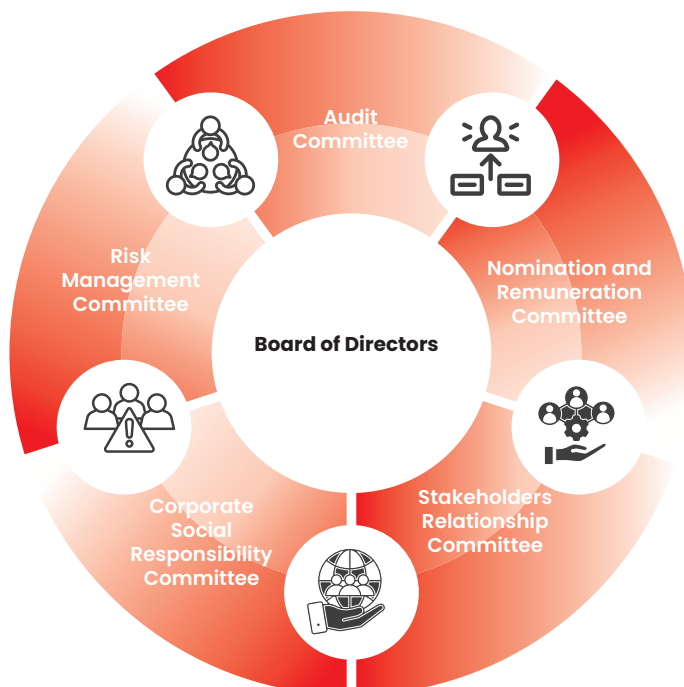 Audit
Committee
Risk
Management
Committee
Nomination and
Remuneration
Committee
Board of Directors
Corporate
Social
Responsibility
Committee
Stakeholders
Relationship
Committee